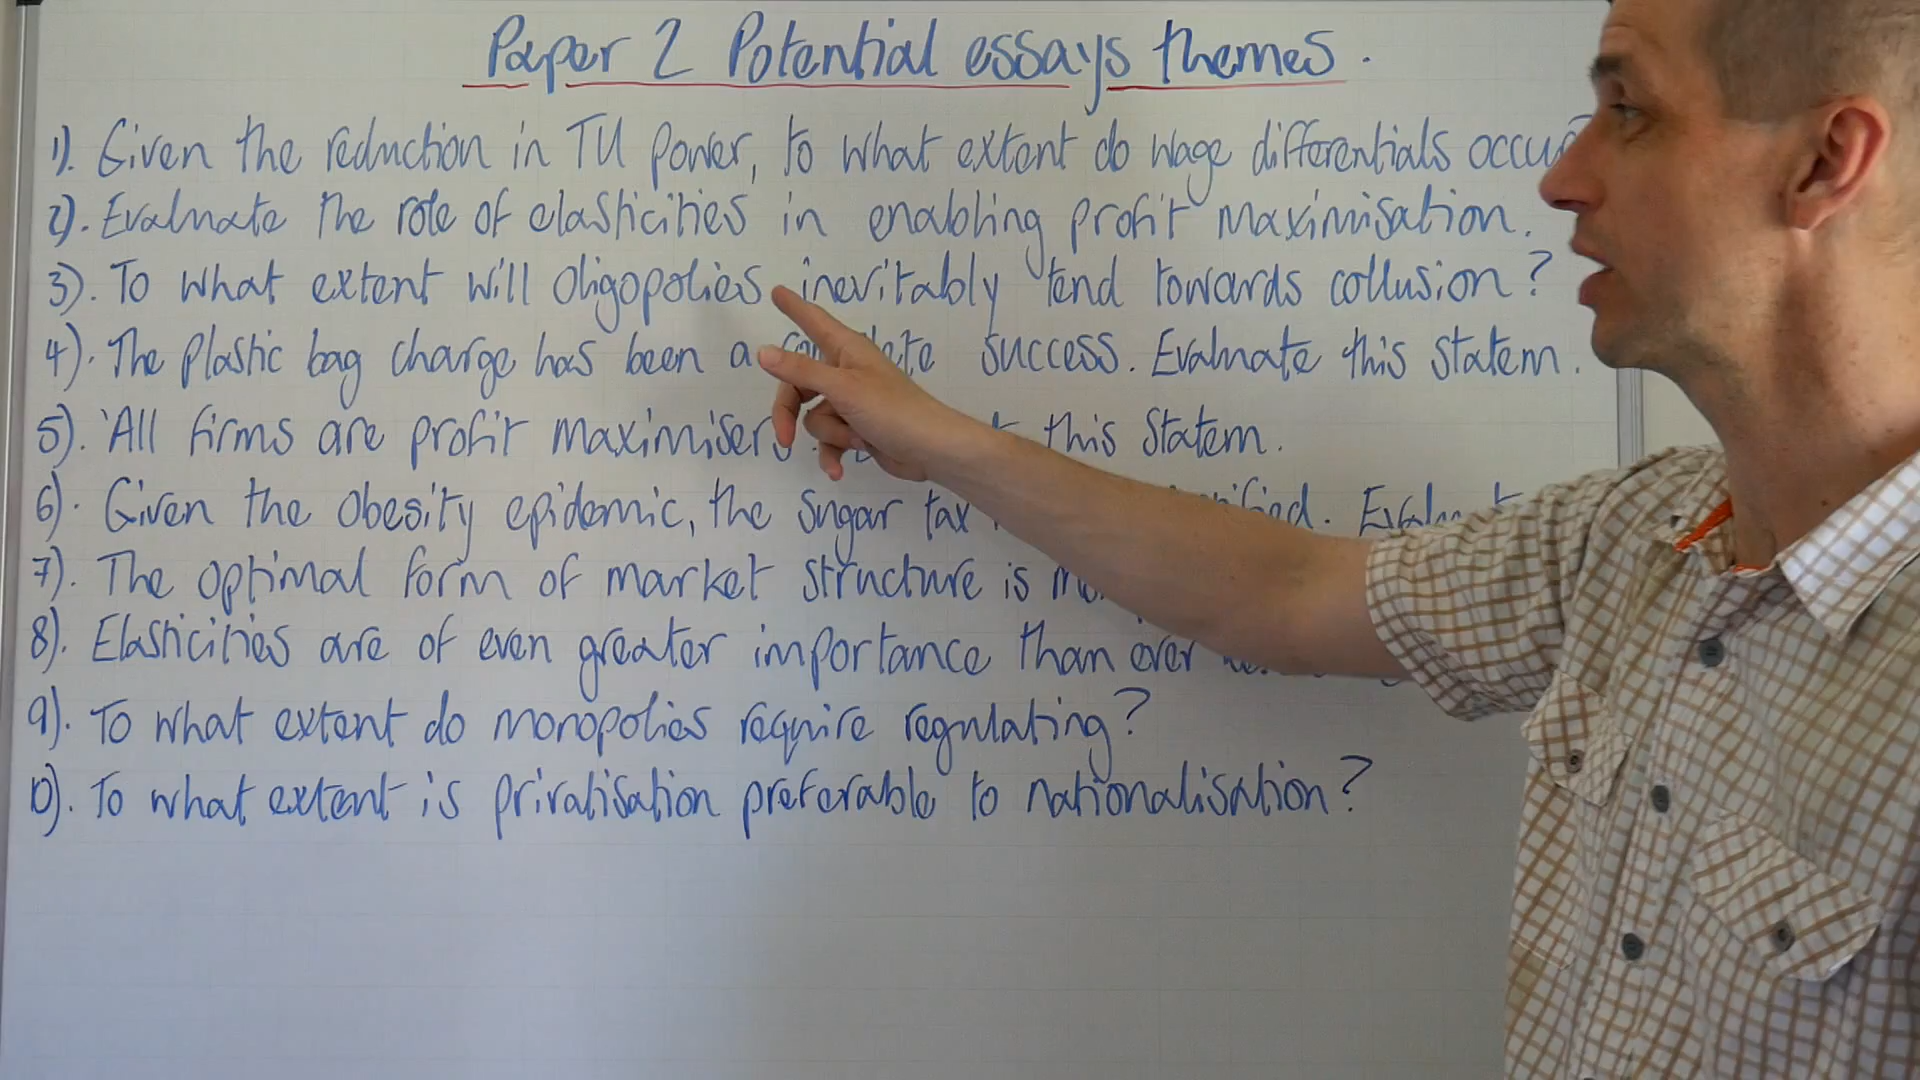 Paper 2 Potential essays themes.
1). Given the reduction in TU power, to what extent do wage differentials
2). Evaluate the role of elasticities in enabling profit maximisation.
3). To what extent will oligopolies inevitably tend towards collusion?
4). The plastic bag charge has been a success. Evaluate this statem.
5). 'All firms are profit maximisers this statem.
6). Given the obesity epidemic, the sugar tax
7). The optimal form of market structure is
8). Elasticities are of even greater importance than ever
9). To what extent do monopolies require regulating?
10). To what extent is privatisation preferable to nationalisation?